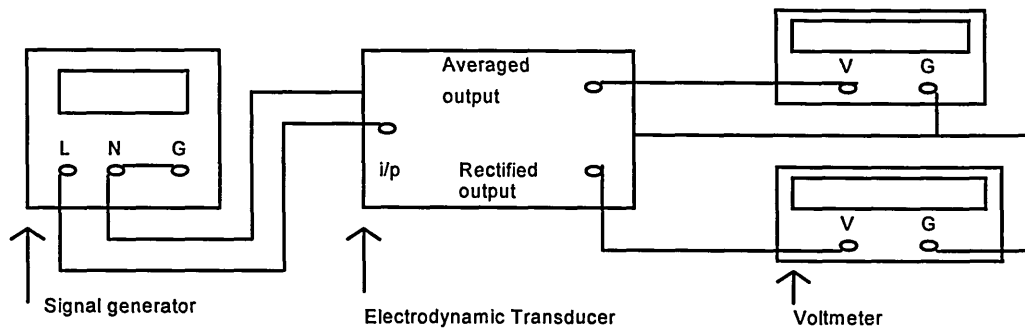 V G
Averaged
output
L N G
i/p
Rectified
output
V G
Signal generator
Electrodynamic Transducer
Voltmeter